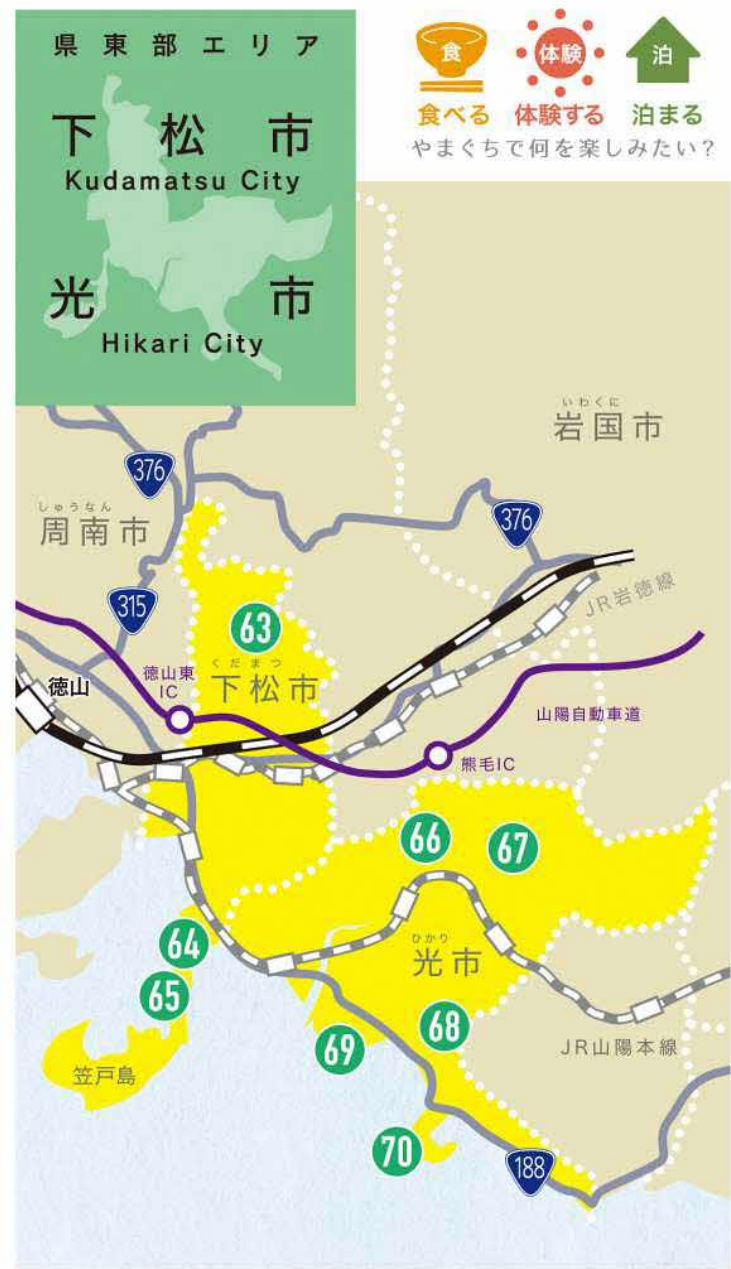 県東部エリア
下松市
Kudamatsu City
光市
Hikari City
食
体験
泊
食べる 体験する 泊まる
やまぐちで何を楽しみたい？
いわくに
岩国市
376
376
しゅうなん
周南市
315
JR岩徳線
63
くだまつ
下松市
徳山東
IC
徳山
山陽自動車道
熊毛IC
66
67
64
ひかり
光市
65
68
69
JR山陽本線
笠戸島
70
188